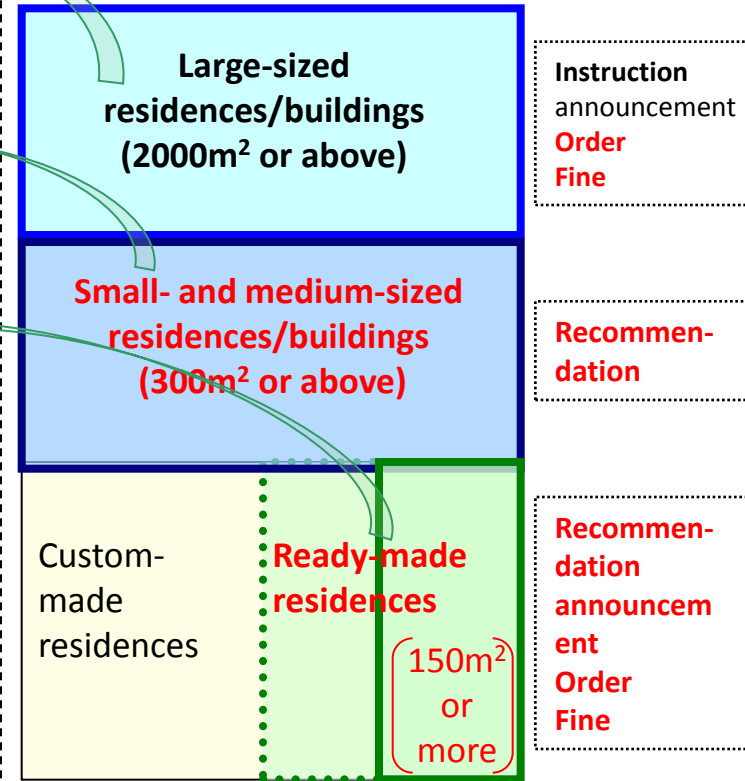 Large-sized
residences/buildings
(2000m² or above)
Instruction
announcement
Order
Fine
Small- and medium-sized
residences/buildings
(300m² or above)
Recommen-
dation
Custom-
made
residences
Ready-made
residences
150m²
or
more
Recommen-
dation
announcem
ent
Order
Fine